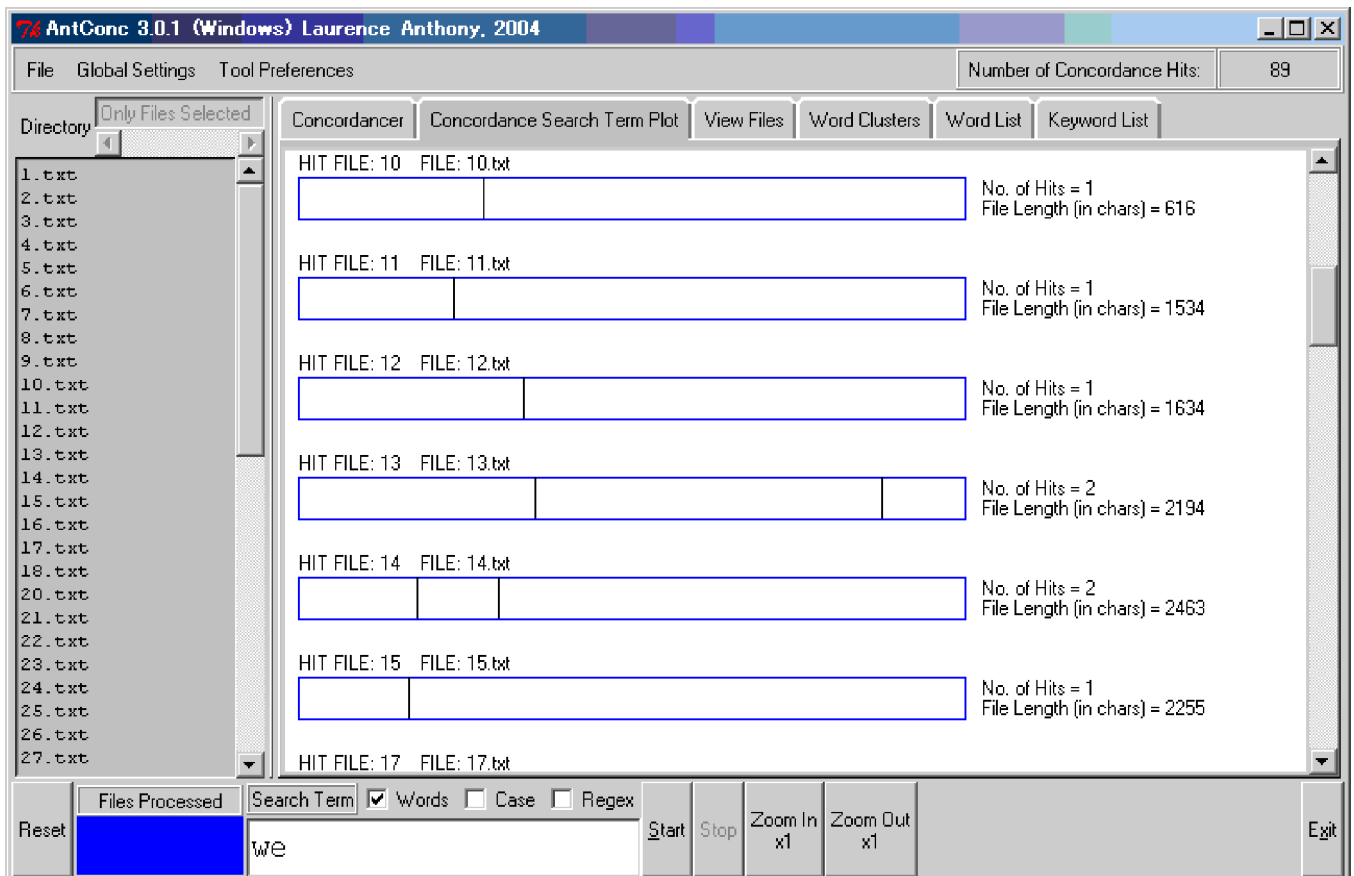 AntConc 3.0.1 (Windows) Laurence Anthony, 2004
File Global Settings Tool Preferences
Number of Concordance Hits: 89
Directory
Only Files Selected
1.txt
2.txt
3.txt
4.txt
5.txt
6.txt
7.txt
8.txt
9.txt
10.txt
11.txt
12.txt
13.txt
14.txt
15.txt
16.txt
17.txt
18.txt
20.txt
21.txt
22.txt
23.txt
24.txt
25.txt
26.txt
27.txt
Concordancer Concordance Search Term Plot View Files Word Clusters Word List Keyword List
HIT FILE: 10 FILE: 10.txt
No. of Hits = 1
File Length (in chars) = 616
HIT FILE: 11 FILE: 11.txt
No. of Hits = 1
File Length (in chars) = 1534
HIT FILE: 12 FILE: 12.txt
No. of Hits = 1
File Length (in chars) = 1634
HIT FILE: 13 FILE: 13.txt
No. of Hits = 2
File Length (in chars) = 2194
HIT FILE: 14 FILE: 14.txt
No. of Hits = 2
File Length (in chars) = 2463
HIT FILE: 15 FILE: 15.txt
No. of Hits = 1
File Length (in chars) = 2255
HIT FILE: 17 FILE: 17.txt
Reset
Files Processed
Search Term Words Case Regex
we
Start
Stop
Zoom In
x1
Zoom Out
x1
Exit